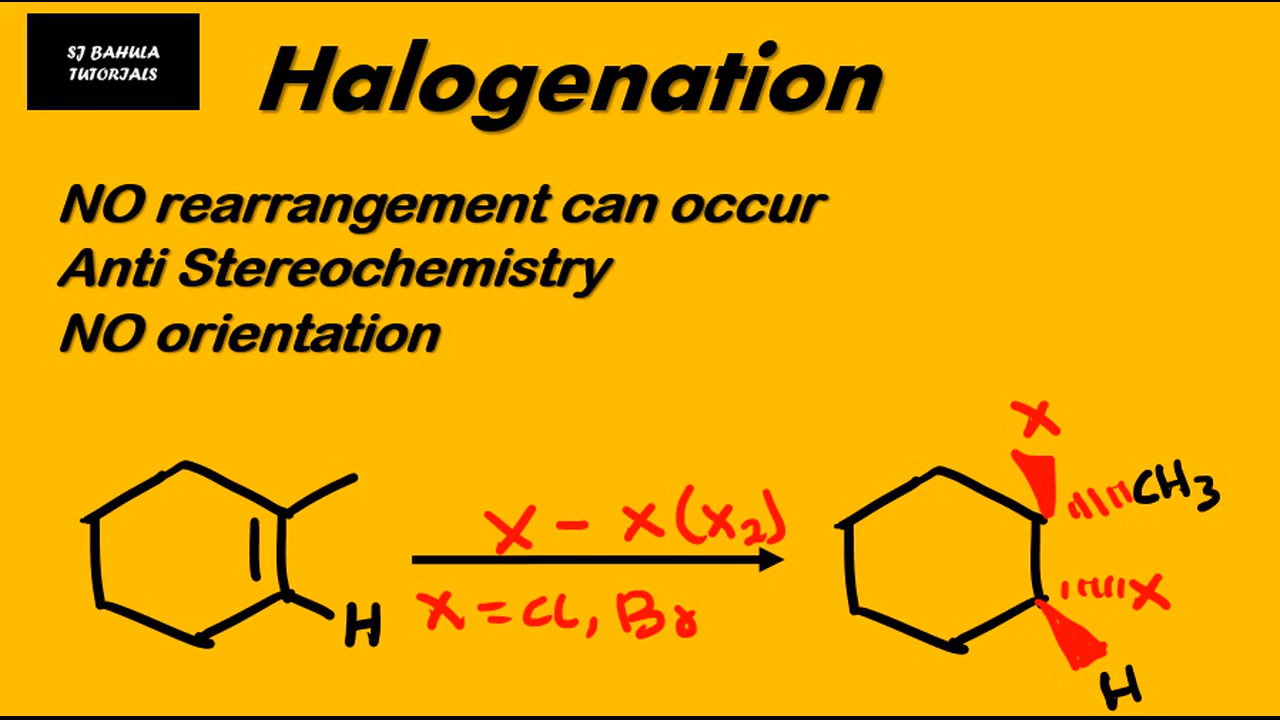 SJ BAHULA
TUTORIALS
Halogenation
NO rearrangement can occur
Anti Stereochemistry
NO orientation
H
X - X (X2)
X = Cl, Br
X
CH3
X
H